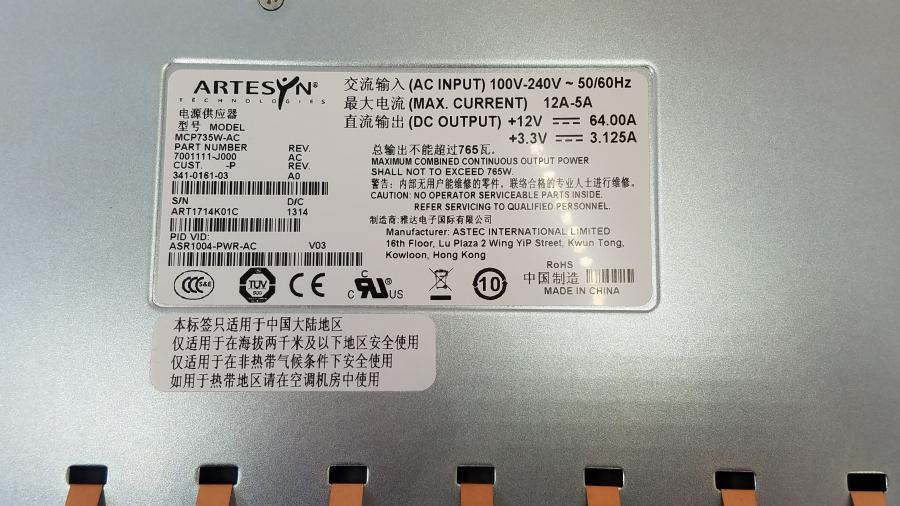 ARTESYN®
TECHNOLOGIES
电源供应器
型号 MODEL
MCP735W-AC
PART NUMBER REV.
7001111-J000 AC
CUST. -P REV.
341-0161-03 A0
S/N D/C
ART1714K01C 1314
PID VID:
ASR1004-PWR-AC V03
交流输入 (AC INPUT) 100V-240V ~ 50/60Hz
最大电流 (MAX. CURRENT) 12A-5A
直流输出 (DC OUTPUT) +12V 64.00A
+3.3V 3.125A
总输出不能超过765瓦.
MAXIMUM COMBINED CONTINUOUS OUTPUT POWER
SHALL NOT TO EXCEED 765W.
警告: 内部无用户能维修的零件。联络合格的专业人士进行维修。
CAUTION: NO OPERATOR SERVICEABLE PARTS INSIDE.
REFER SERVICING TO QUALIFIED PERSONNEL.
制造商:雅达电子国际有限公司
Manufacturer: ASTEC INTERNATIONAL LIMITED
16th Floor, Lu Plaza 2 Wing YiP Street, Kwun Tong,
Kowloon, Hong Kong
CCC S&E
TUV
CE
C RU US
10
RoHS
中国制造
MADE IN CHINA
本标签只适用于中国大陆地区
仅适用于在海拔两千米及以下地区安全使用
仅适用于在非热带气候条件下安全使用
如用于热带地区请在空调机房中使用